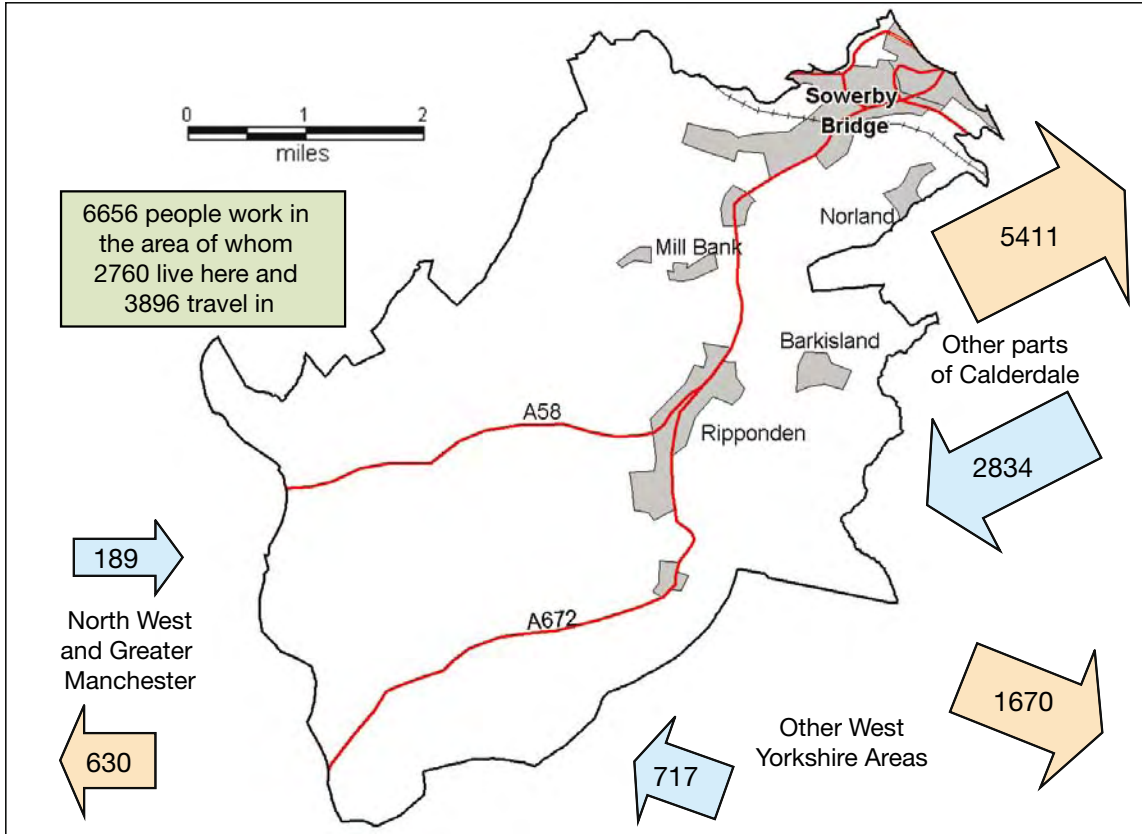 Sowerby
Bridge
0 1 2
miles
6656 people work in
the area of whom
2760 live here and
3896 travel in
Norland
5411
Mill Bank
Barkisland
Other parts
of Calderdale
A58
Ripponden
2834
189
North West
and Greater
Manchester
A672
1670
Other West
Yorkshire Areas
630
717